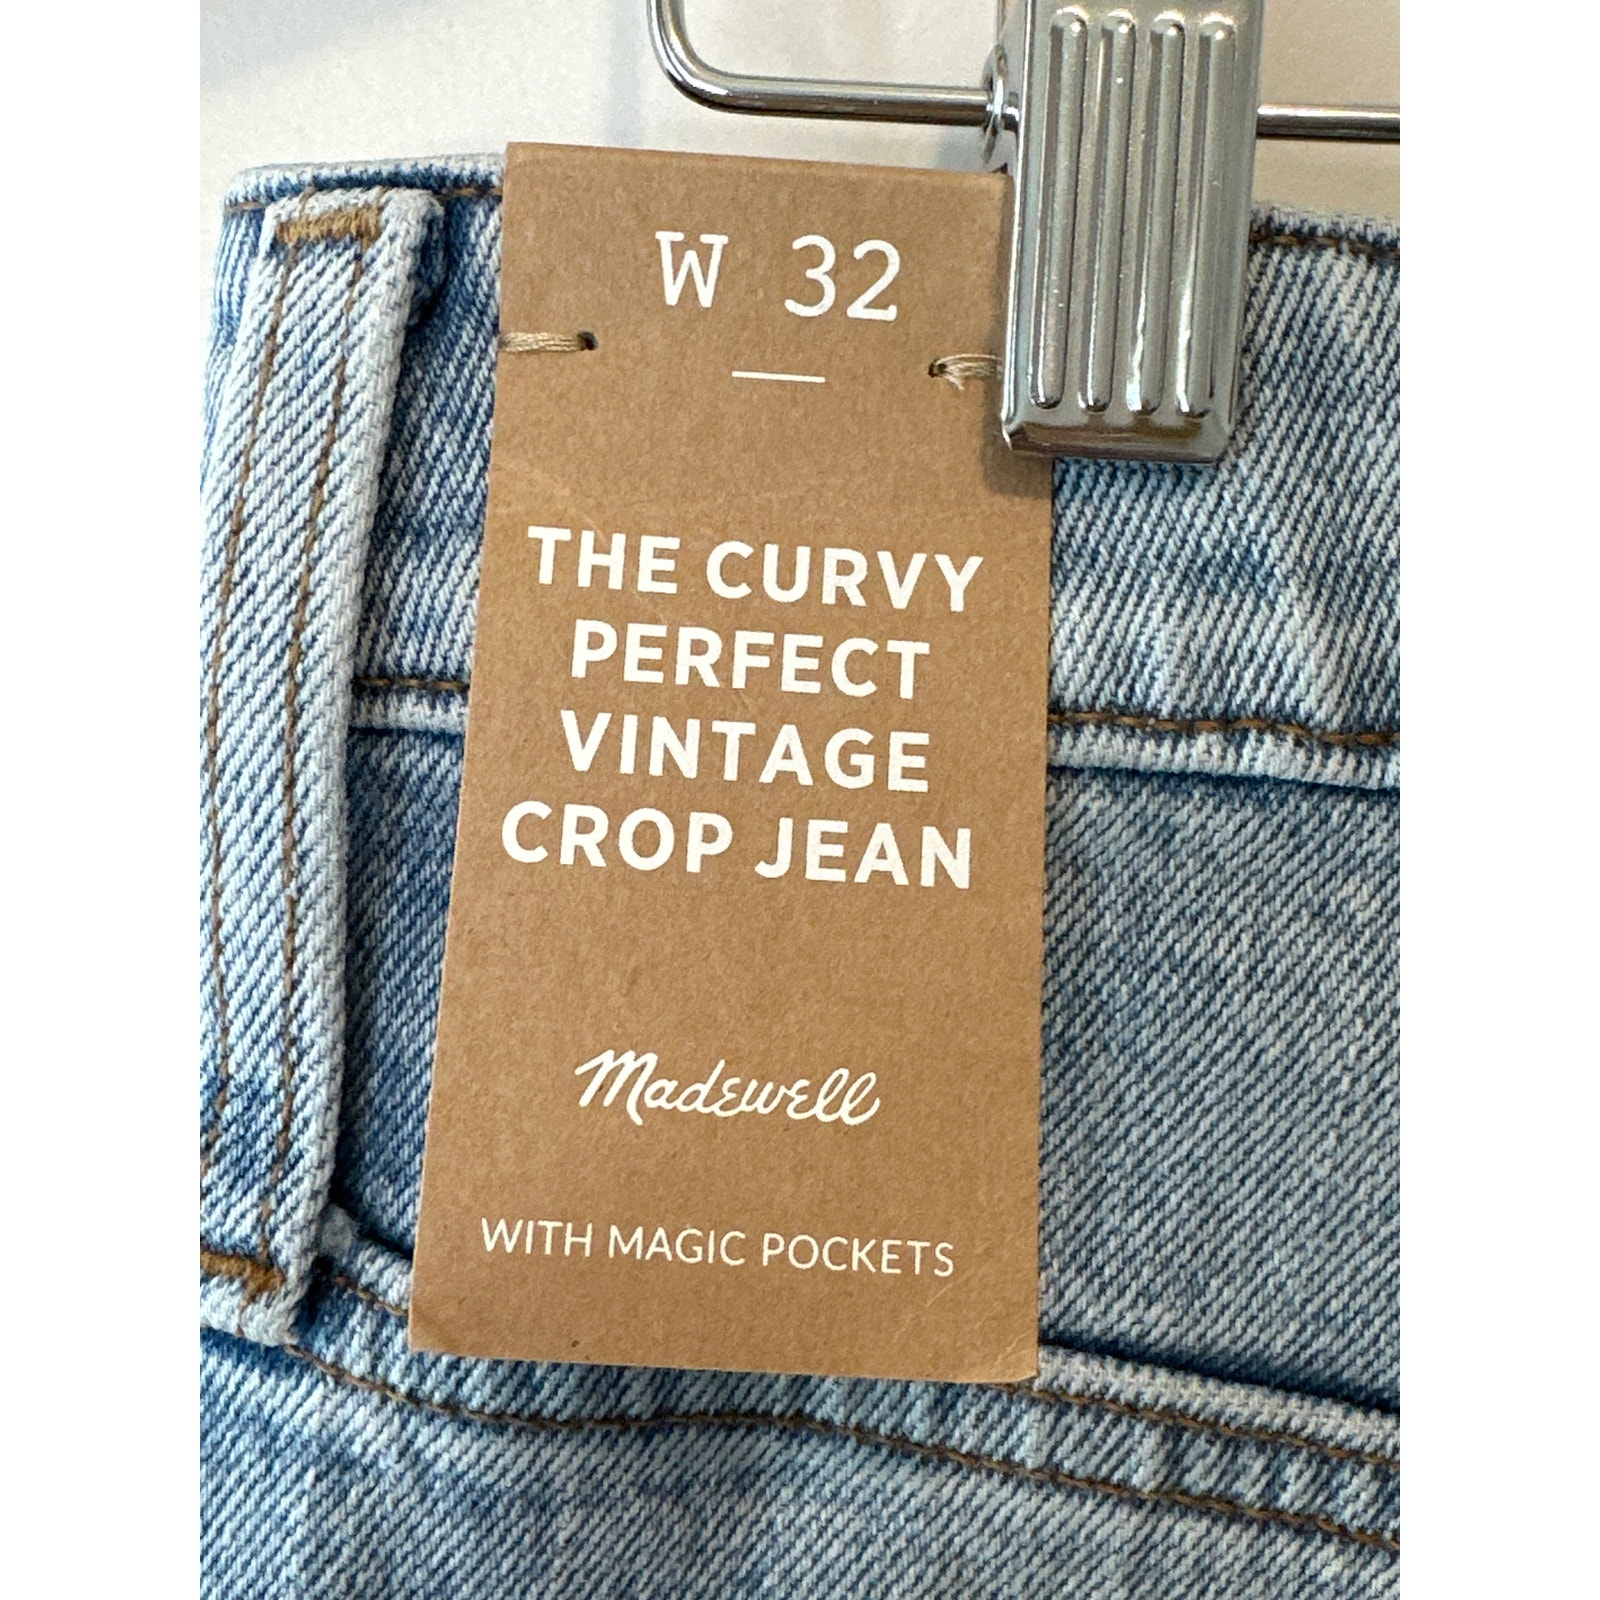 W 32
THE CURVY
PERFECT
VINTAGE
CROP JEAN
Madewell
WITH MAGIC POCKETS